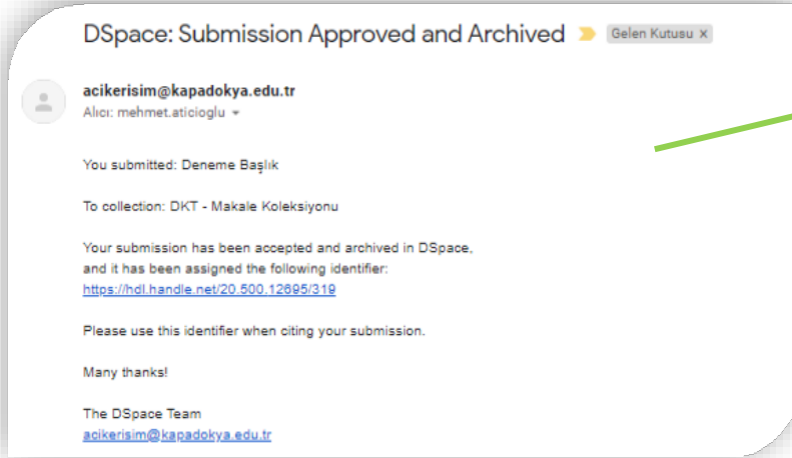 DSpace: Submission Approved and Archived Gelen Kutusu x
acikerisim@kapadokya.edu.tr
Alıcı: mehmet.aticioglu
You submitted: Deneme Başlık
To collection: DKT - Makale Koleksiyonu
Your submission has been accepted and archived in DSpace,
and it has been assigned the following identifier:
https://hdl.handle.net/20.500.12695/319
Please use this identifier when citing your submission.
Many thanks!
The DSpace Team
acikerisim@kapadokya.edu.tr